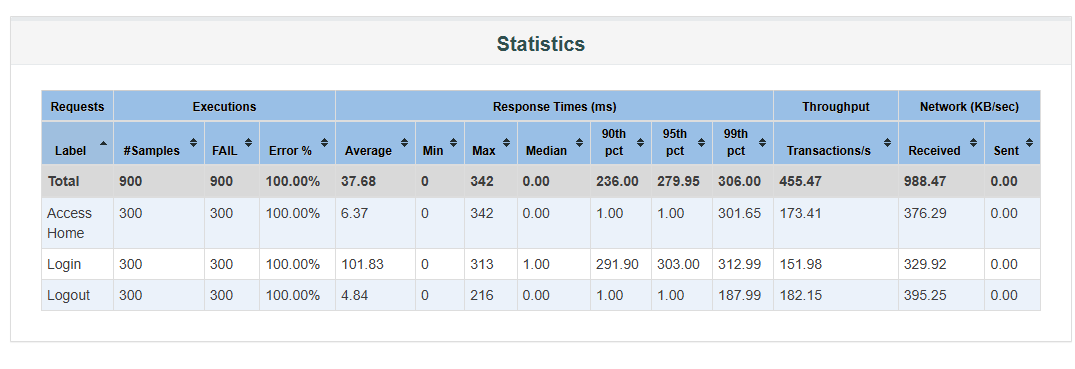 Statistics
Requests Executions Response Times (ms) Throughput Network (KB/sec)
Label #Samples FAIL Error % Average Min Max Median 90th pct 95th pct 99th pct Transactions/s Received Sent
Total 900 900 100.00% 37.68 0 342 0.00 236.00 279.95 306.00 455.47 988.47 0.00
Access Home 300 300 100.00% 6.37 0 342 0.00 1.00 1.00 301.65 173.41 376.29 0.00
Login 300 300 100.00% 101.83 0 313 1.00 291.90 303.00 312.99 151.98 329.92 0.00
Logout 300 300 100.00% 4.84 0 216 0.00 1.00 1.00 187.99 182.15 395.25 0.00